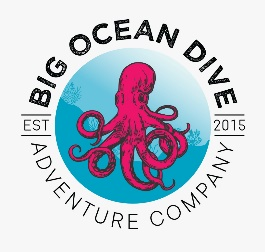 BIG OCEAN DIVE
EST 2015
ADVENTURE COMPANY